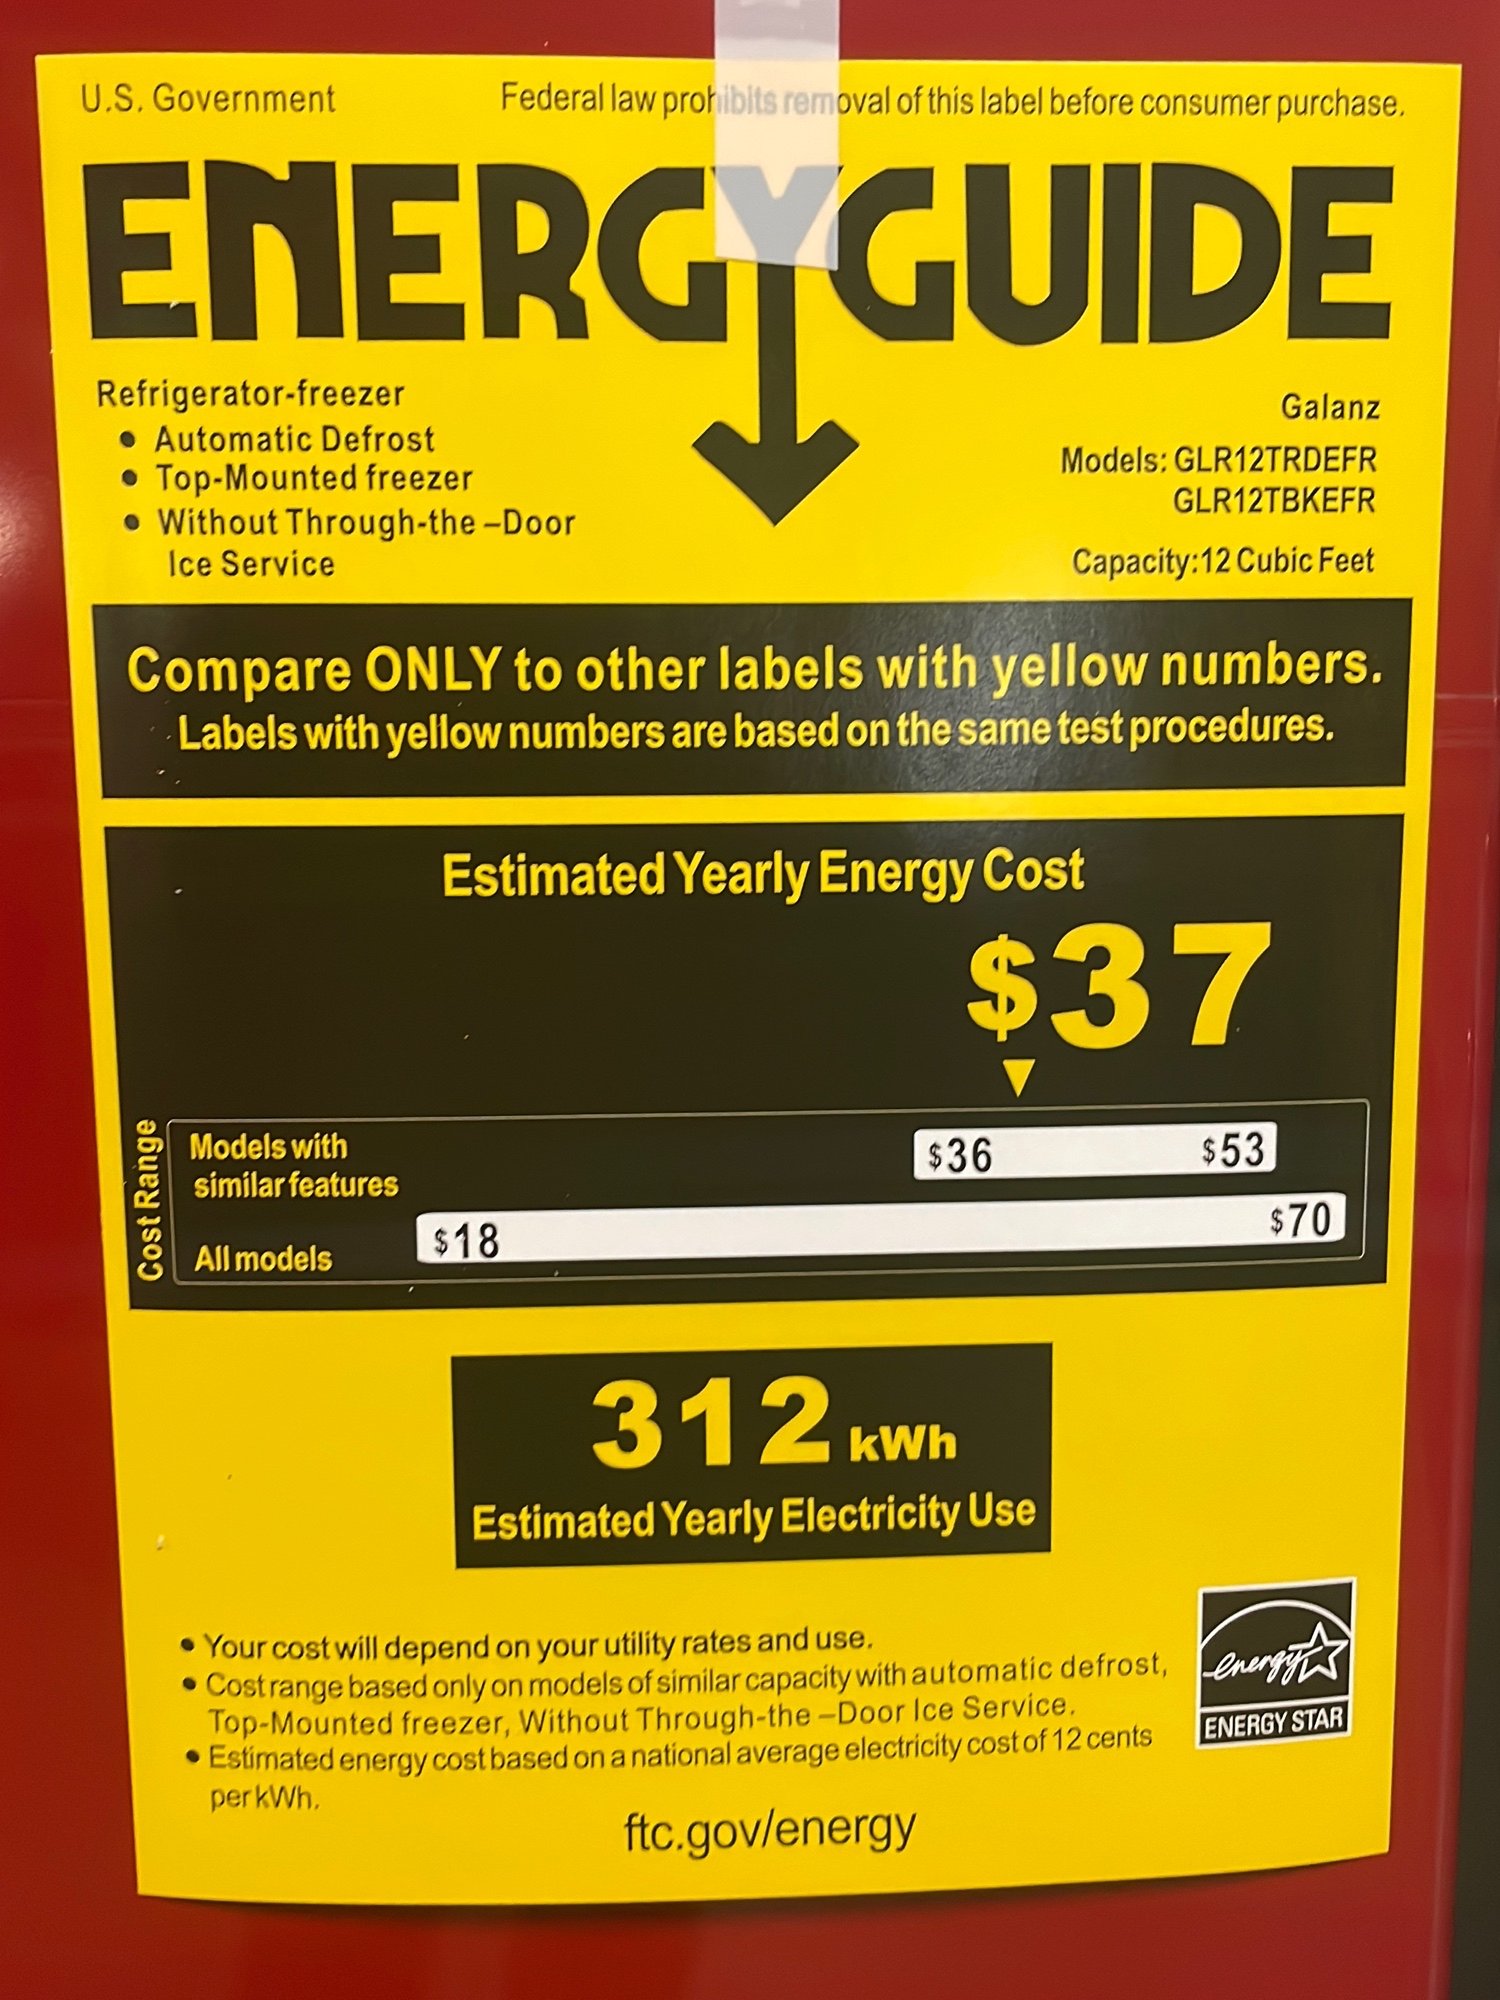 U.S. Government
Federal law prohibits removal of this label before consumer purchase.
ENERGYGUIDE
Refrigerator-freezer
• Automatic Defrost
• Top-Mounted freezer
• Without Through-the –Door
Ice Service
Galanz
Models: GLR12TRDEFR
GLR12TBKEFR
Capacity:12 Cubic Feet
Compare ONLY to other labels with yellow numbers.
Labels with yellow numbers are based on the same test procedures.
Estimated Yearly Energy Cost
$37
Cost Range
Models with
similar features
$36 $53
All models
$18 $70
312 kWh
Estimated Yearly Electricity Use
• Your cost will depend on your utility rates and use.
• Cost range based only on models of similar capacity with automatic defrost,
Top-Mounted freezer, Without Through-the –Door Ice Service.
• Estimated energy cost based on a national average electricity cost of 12 cents
per kWh.
energy
ENERGY STAR
ftc.gov/energy